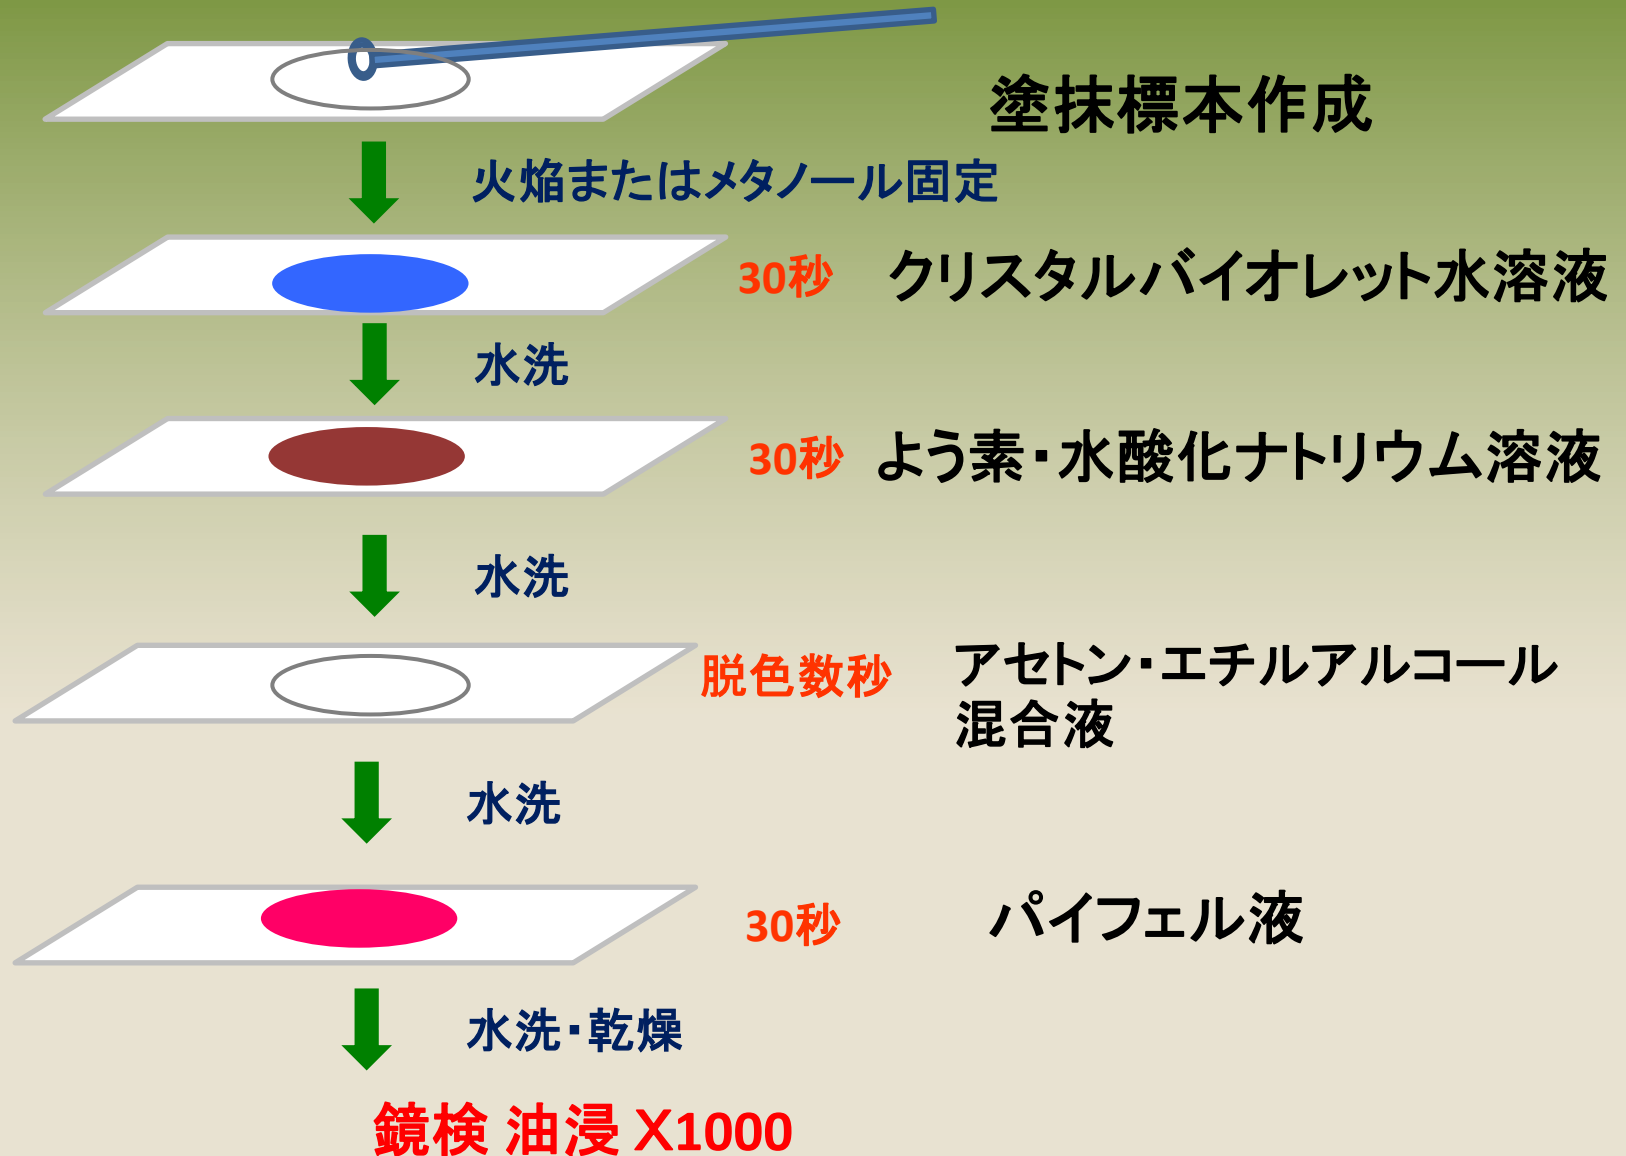 塗抹標本作成
火焔またはメタノール固定
30秒 クリスタルバイオレット水溶液
水洗
30秒 よう素・水酸化ナトリウム溶液
水洗
脱色数秒 アセトン・エチルアルコール
混合液
水洗
30秒 パイフェル液
水洗・乾燥
鏡検 油浸 X1000